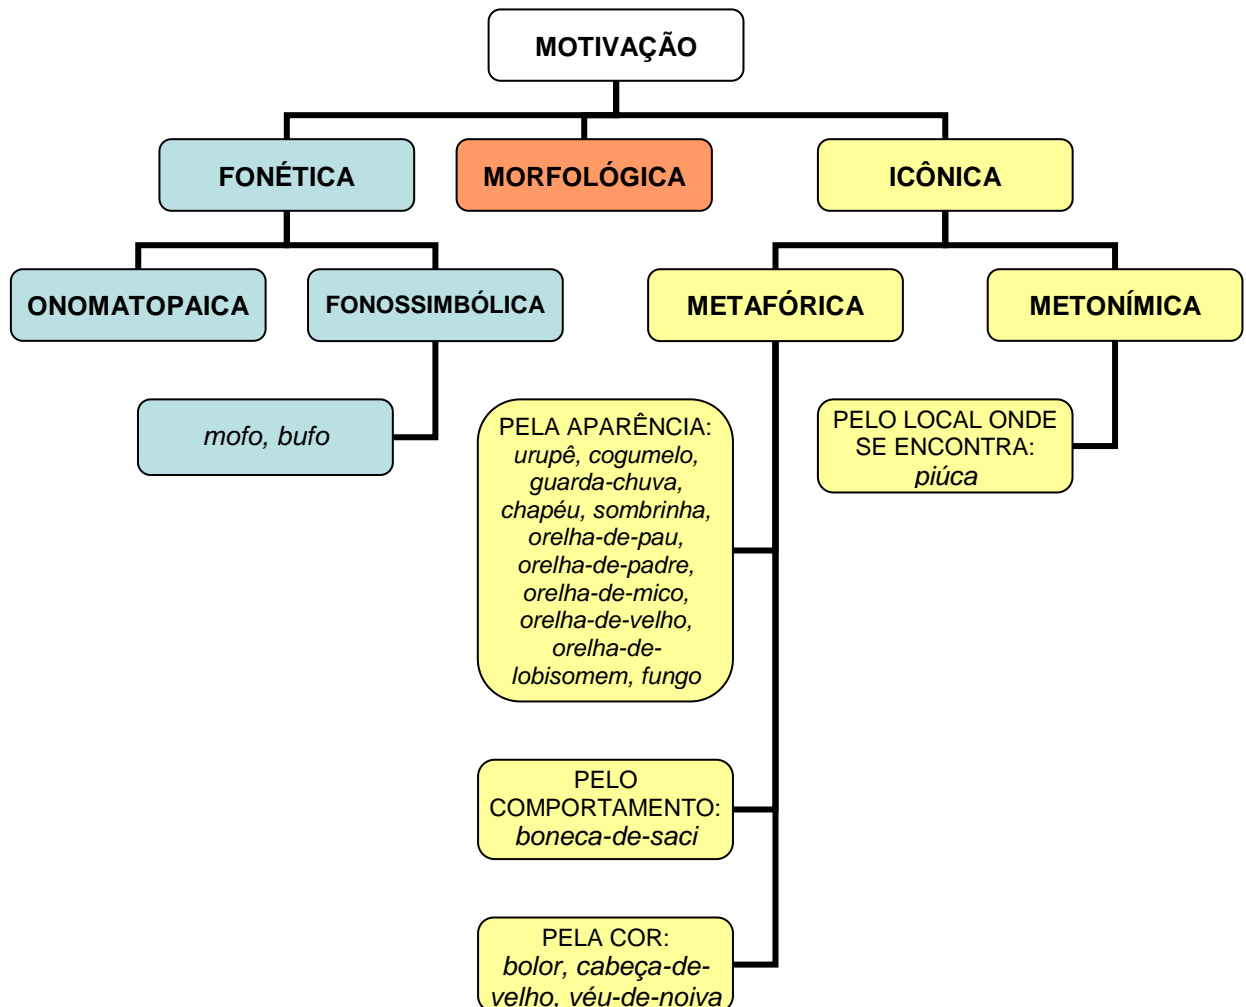 MOTIVAÇÃO
FONÉTICA
MORFOLÓGICA
ICÔNICA
ONOMATOPAICA
FONOSSIMBÓLICA
METAFÓRICA
METONÍMICA
mofo, bufo
PELA APARÊNCIA:
urupê, cogumelo,
guarda-chuva,
chapéu, sombrinha,
orelha-de-pau,
orelha-de-padre,
orelha-de-mico,
orelha-de-velho,
orelha-de-
lobisomem, fungo
PELO LOCAL ONDE
SE ENCONTRA:
piúca
PELO
COMPORTAMENTO:
boneca-de-saci
PELA COR:
bolor, cabeça-de-
velho, véu-de-noiva